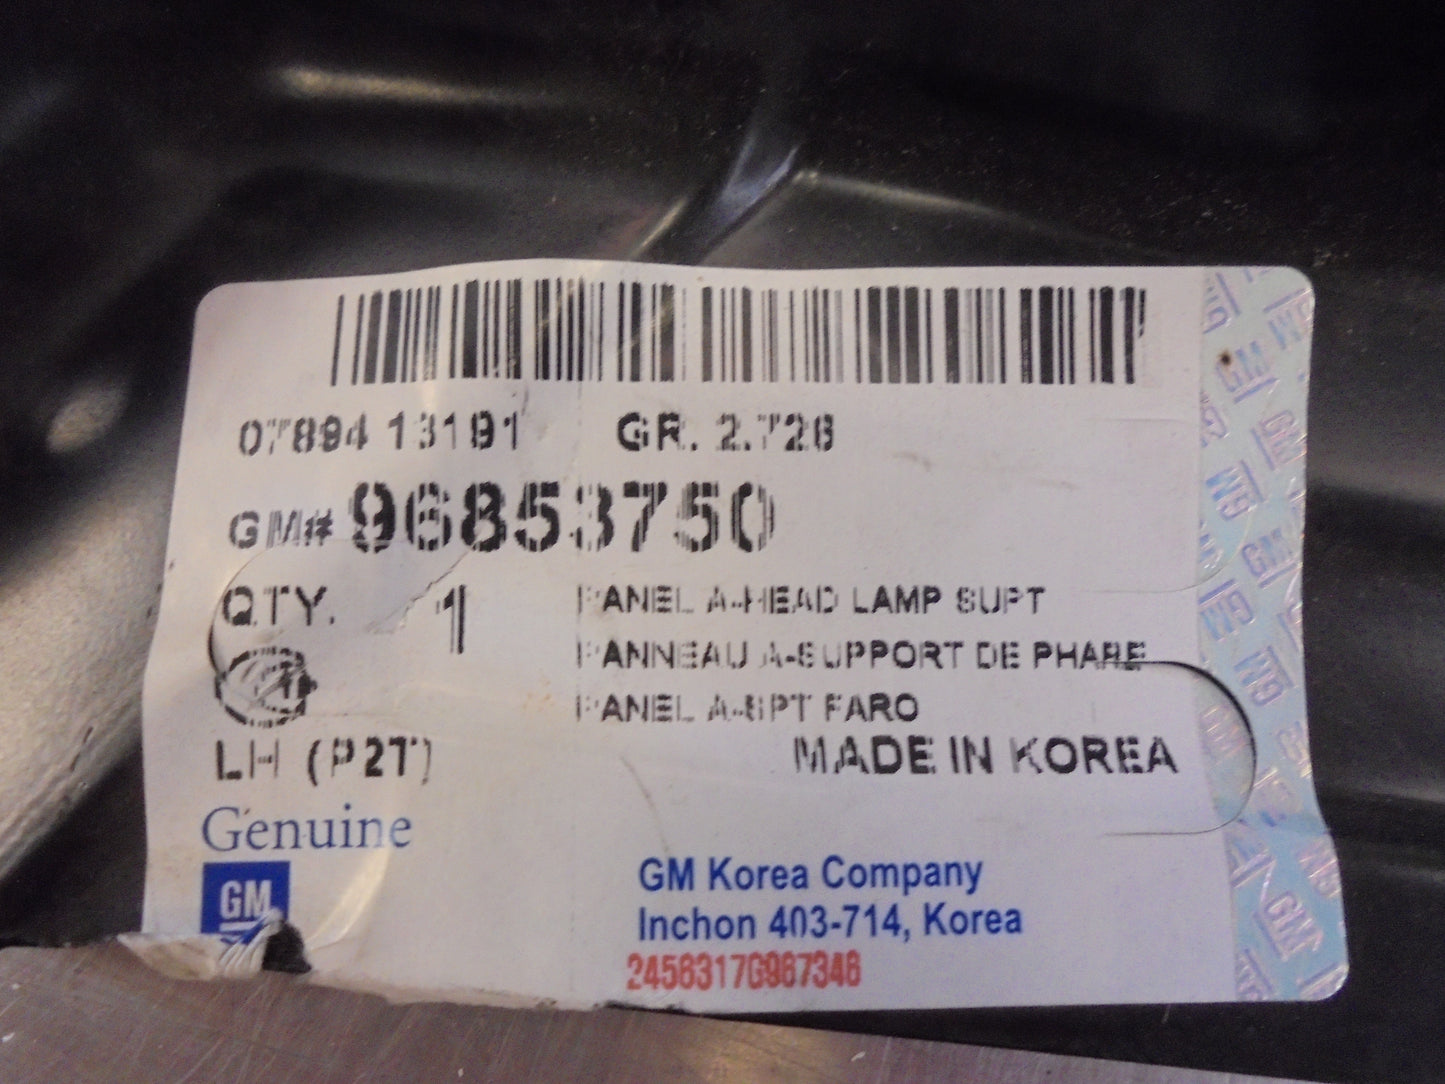 07894 13191 GR. 2.726
GM# 96853750
QTY. 1
PANEL A-HEAD LAMP SUPT
PANNEAU A-SUPPORT DE PHARE
PANEL A-SPT FARO
LH (P2T)
MADE IN KOREA
Genuine
GM
GM Korea Company
Inchon 403-714, Korea
2458317G987348